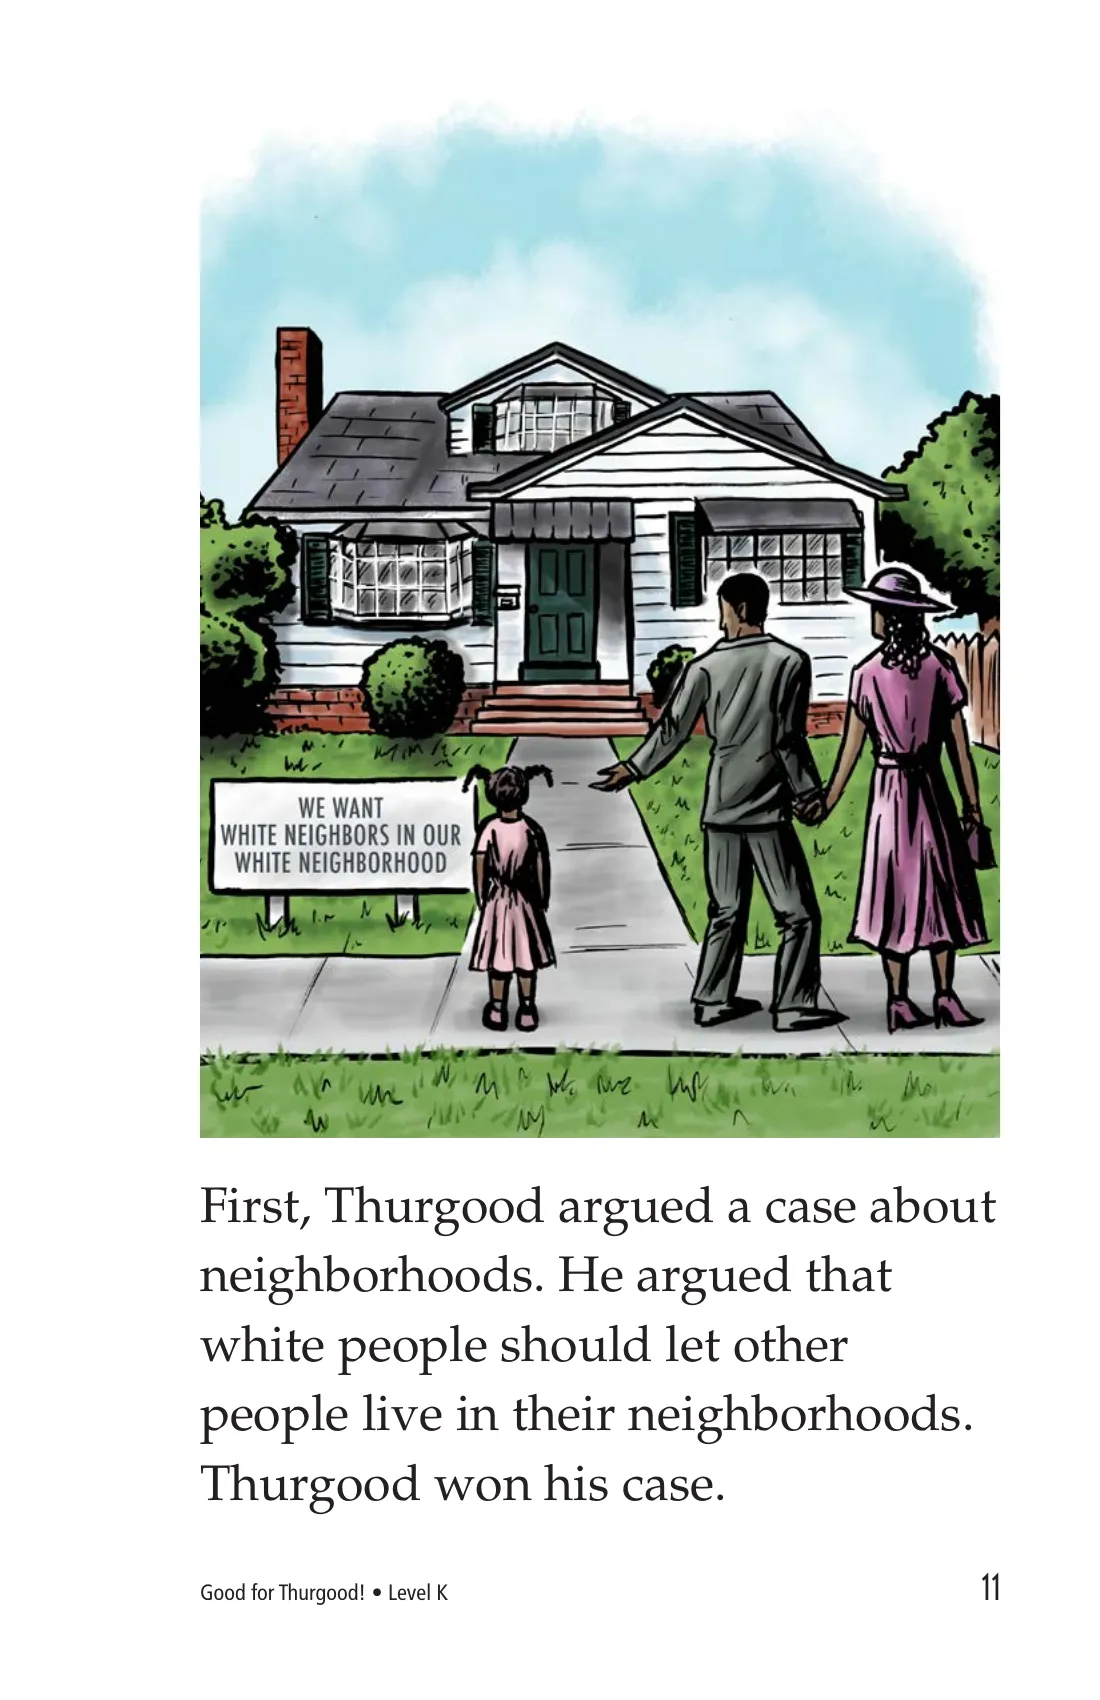 WE WANT
WHITE NEIGHBORS IN OUR
WHITE NEIGHBORHOOD
First, Thurgood argued a case about
neighborhoods. He argued that
white people should let other
people live in their neighborhoods.
Thurgood won his case.
Good for Thurgood! • Level K 11